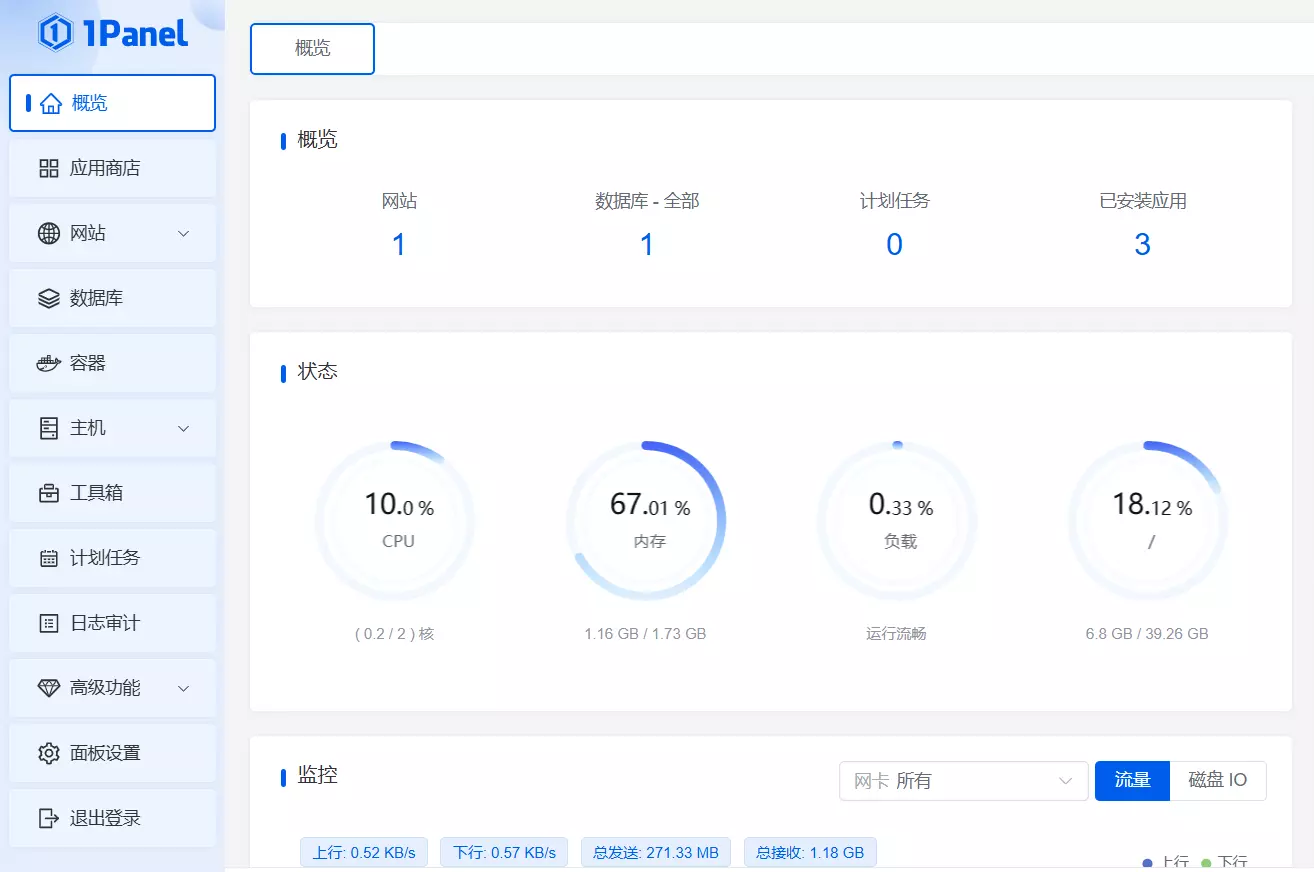 1Panel
概览
应用商店
网站
数据库
容器
主机
工具箱
计划任务
日志审计
高级功能
面板设置
退出登录
概览
概览
网站 数据库 - 全部 计划任务 已安装应用
1 1 0 3
状态
10.0 % 67.01 % 0.33 % 18.12 %
CPU 内存 负载 /
( 0.2 / 2 ) 核 1.16 GB / 1.73 GB 运行流畅 6.8 GB / 39.26 GB
监控 网卡 所有 流量 磁盘 IO
上行: 0.52 KB/s 下行: 0.57 KB/s 总发送: 271.33 MB 总接收: 1.18 GB
上行 下行